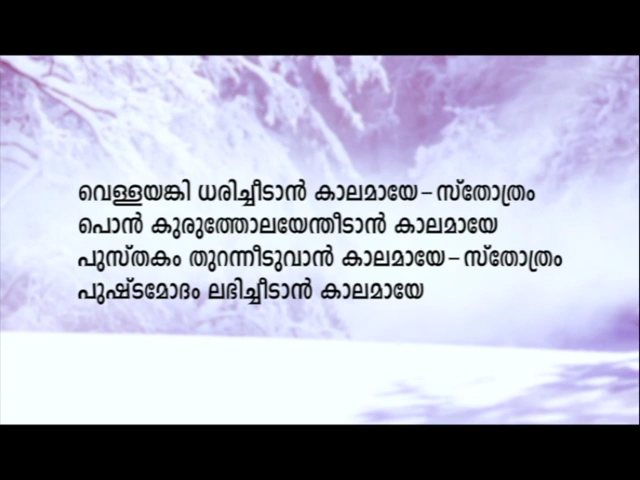 വെള്ളയങ്കി ധരിച്ചീടാൻ കാലമായേ–സ്തോത്രം
പൊൻ കുരുത്തോലയേന്തീടാൻ കാലമായേ
പുസ്തകം തുറന്നീടുവാൻ കാലമായേ–സ്തോത്രം
പുഷ്ടമോദം ലഭിച്ചീടാൻ കാലമായേ